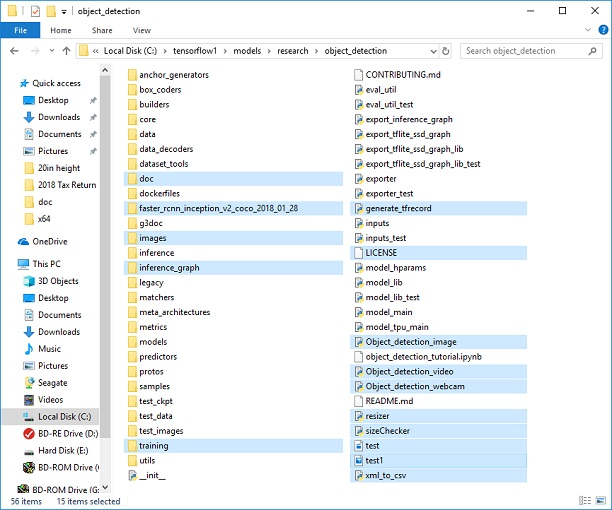 object_detection
File
Home
Share
View
« Local Disk (C:) › tensorflow1 › models › research › object_detection
Search object_detection
Quick access
Desktop
Downloads
Documents
Pictures
20in height
2018 Tax Return
doc
x64
OneDrive
This PC
3D Objects
Desktop
Documents
Downloads
Music
Pictures
Seagate
Videos
Local Disk (C:)
BD-RE Drive (D:)
Hard Disk (E:)
BD-ROM Drive (
BD-ROM Drive (G:
anchor_generators
box_coders
builders
core
data
data_decoders
dataset_tools
doc
dockerfiles
faster_rcnn_inception_v2_coco_2018_01_28
g3doc
images
inference
inference_graph
legacy
matchers
meta_architectures
metrics
models
predictors
protos
samples
test_ckpt
test_data
test_images
training
utils
__init__
CONTRIBUTING.md
eval_util
eval_util_test
export_inference_graph
export_tflite_ssd_graph
export_tflite_ssd_graph_lib
export_tflite_ssd_graph_lib_test
exporter
exporter_test
generate_tfrecord
inputs
inputs_test
LICENSE
model_hparams
model_lib
model_lib_test
model_main
model_tpu_main
Object_detection_image
object_detection_tutorial.ipynb
Object_detection_video
Object_detection_webcam
README.md
resizer
sizeChecker
test
test1
xml_to_csv
56 items
15 items selected